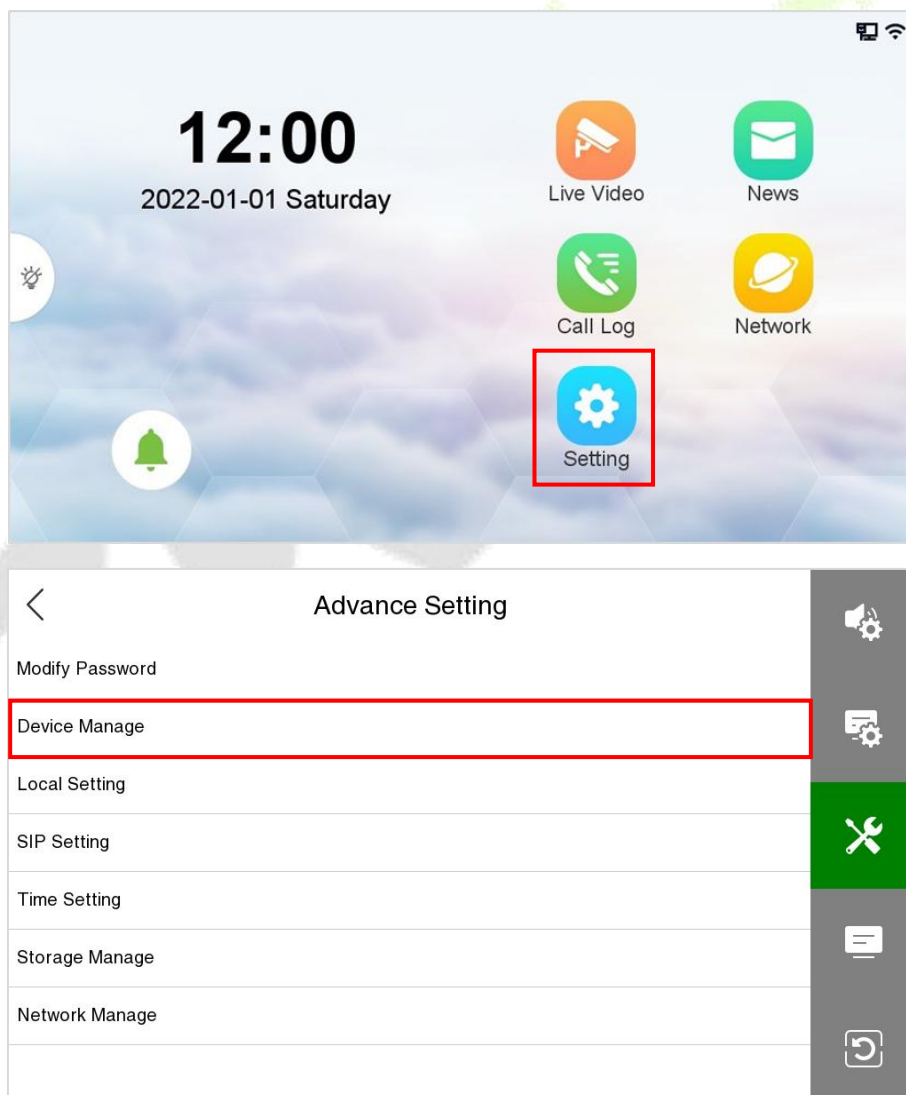 12:00
2022-01-01 Saturday
Live Video
News
Call Log
Network
Setting
Advance Setting
Modify Password
Device Manage
Local Setting
SIP Setting
Time Setting
Storage Manage
Network Manage